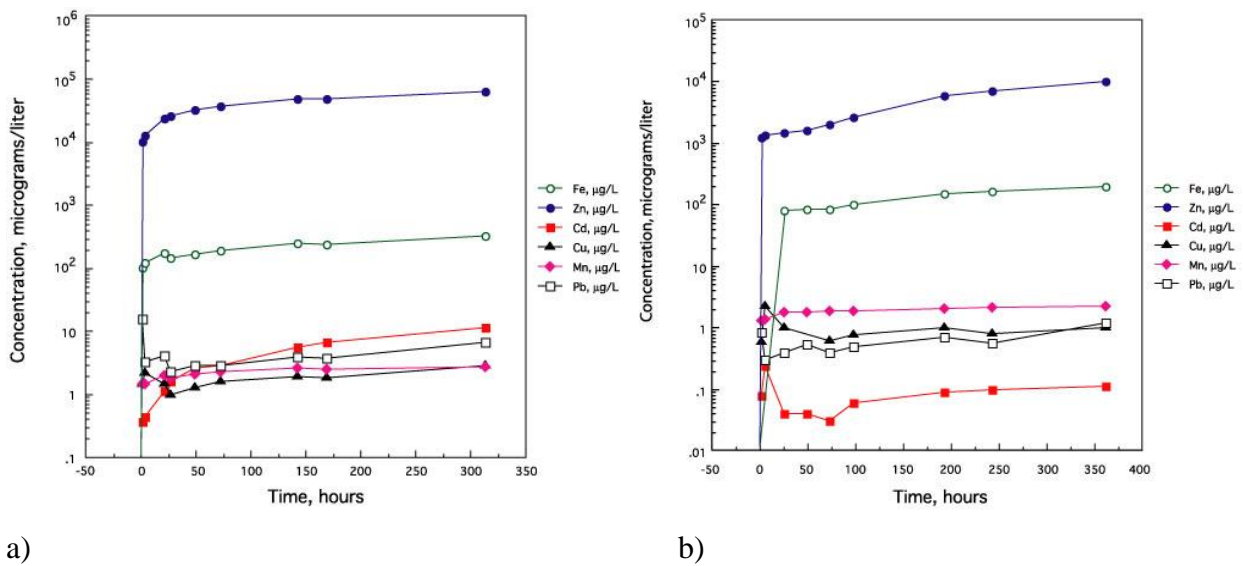 Concentration, micrograms/liter
10^6
10^5
10^4
10^3
10^2
10
1
.1
-50 0 50 100 150 200 250 300 350
Time, hours
Fe, µg/L
Zn, µg/L
Cd, µg/L
Cu, µg/L
Mn, µg/L
Pb, µg/L
a)
Concentration, micrograms/liter
10^5
10^4
10^3
10^2
10
1
.1
.01
-50 0 50 100 150 200 250 300 350 400
Time, hours
Fe, µg/L
Zn, µg/L
Cd, µg/L
Cu, µg/L
Mn, µg/L
Pb, µg/L
b)